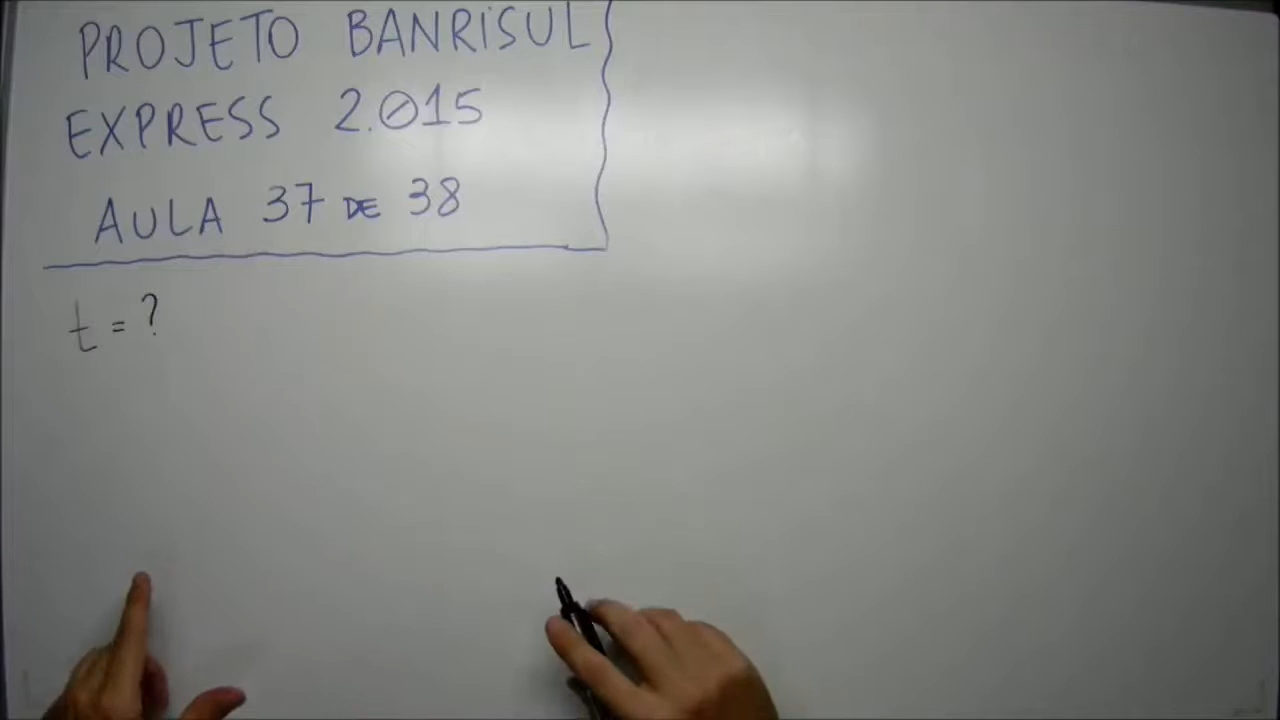 PROJETO BANRISUL
EXPRESS 2.015
AULA 37 DE 38
t = ?